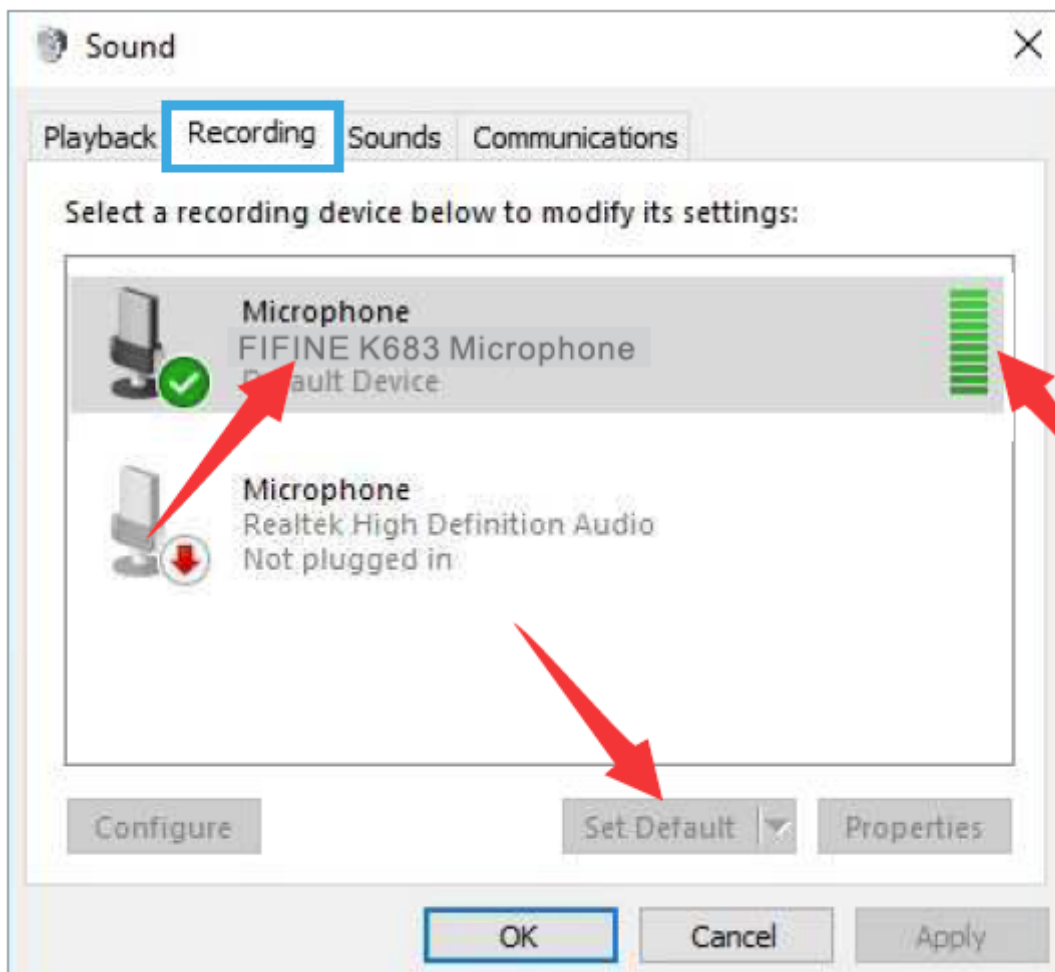 Sound
Playback Recording Sounds Communications
Select a recording device below to modify its settings:
Microphone
FIFINE K683 Microphone
Default Device
Microphone
Realtek High Definition Audio
Not plugged in
Configure Set Default Properties
OK Cancel Apply